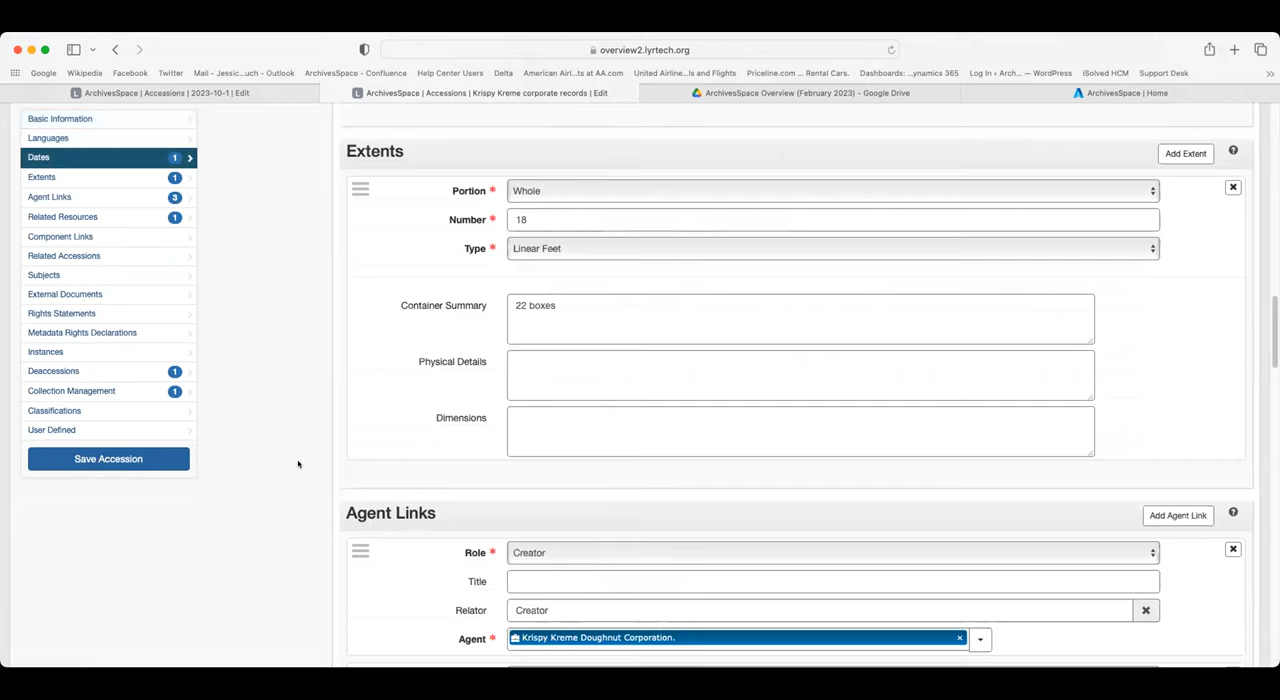 overview2.lyrtech.org
Google Wikipedia Facebook Twitter Mail - Jessic...uch - Outlook ArchivesSpace - Confluence Help Center Users Delta American Airl...ts at AA.com United Airline...ls and Flights Priceline.com ... Rental Cars. Dashboards: ...ynamics 365 Log In ‹ Arch... — WordPress iSolved HCM Support Desk
ArchivesSpace | Accessions | 2023-10-1 | Edit ArchivesSpace | Accessions | Krispy Kreme corporate records | Edit ArchivesSpace Overview (February 2023) - Google Drive ArchivesSpace | Home
Basic Information
Languages
Dates 1
Extents 1
Agent Links 3
Related Resources 1
Component Links
Related Accessions
Subjects
External Documents
Rights Statements
Metadata Rights Declarations
Instances
Deaccessions 1
Collection Management 1
Classifications
User Defined
Save Accession
Extents Add Extent
Portion * Whole
Number * 18
Type * Linear Feet
Container Summary 22 boxes
Physical Details
Dimensions
Agent Links Add Agent Link
Role * Creator
Title
Relator Creator
Agent * Krispy Kreme Doughnut Corporation.